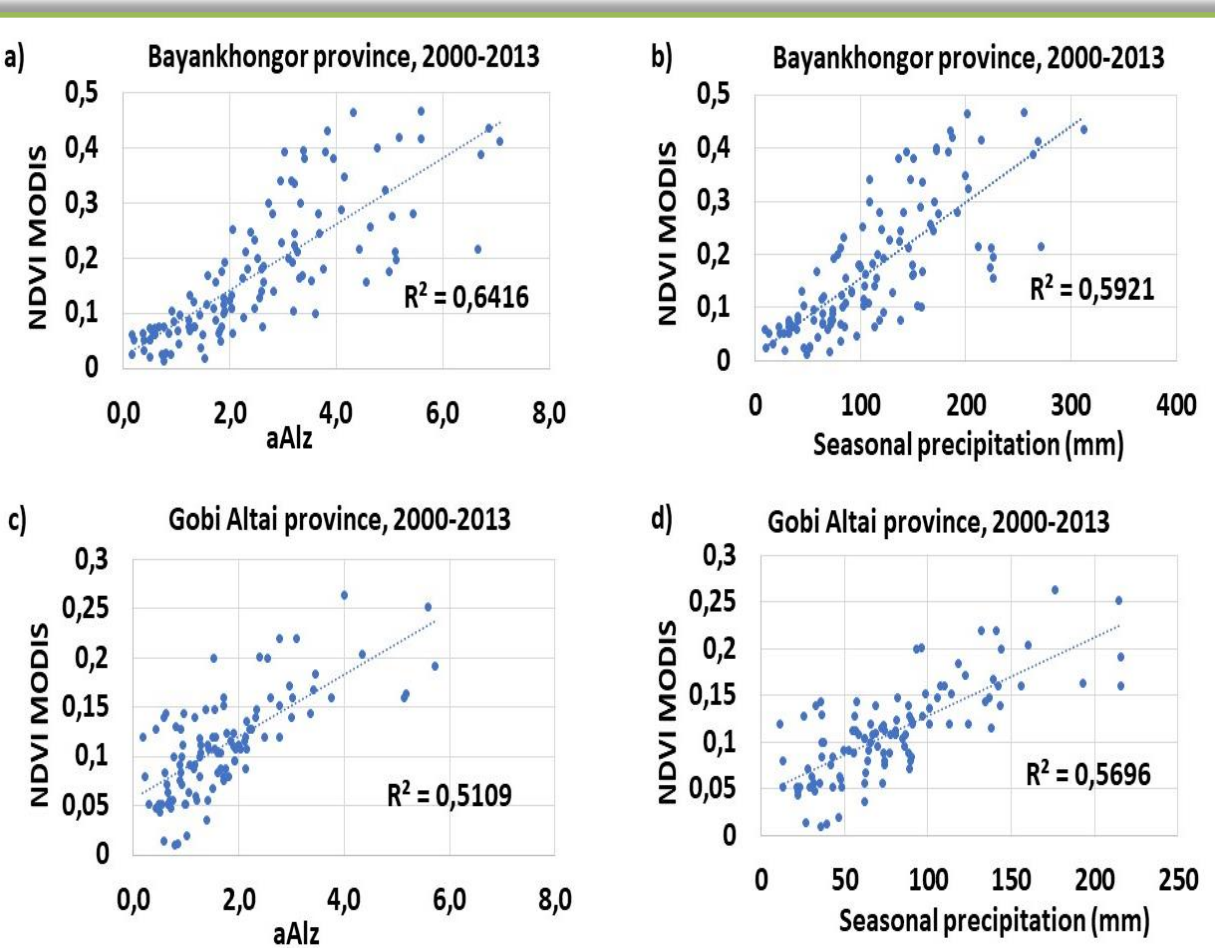 a)
Bayankhongor province, 2000-2013
0,5
0,4
0,3
0,2
0,1
0
NDVI MODIS
R² = 0,6416
0,0 2,0 4,0 6,0 8,0
aAlz
b)
Bayankhongor province, 2000-2013
0,5
0,4
0,3
0,2
0,1
0
NDVI MODIS
R² = 0,5921
0 100 200 300 400
Seasonal precipitation (mm)
c)
Gobi Altai province, 2000-2013
0,3
0,25
0,2
0,15
0,1
0,05
0
NDVI MODIS
R² = 0,5109
0,0 2,0 4,0 6,0 8,0
aAlz
d)
Gobi Altai province, 2000-2013
0,3
0,25
0,2
0,15
0,1
0,05
0
NDVI MODIS
R² = 0,5696
0 50 100 150 200 250
Seasonal precipitation (mm)